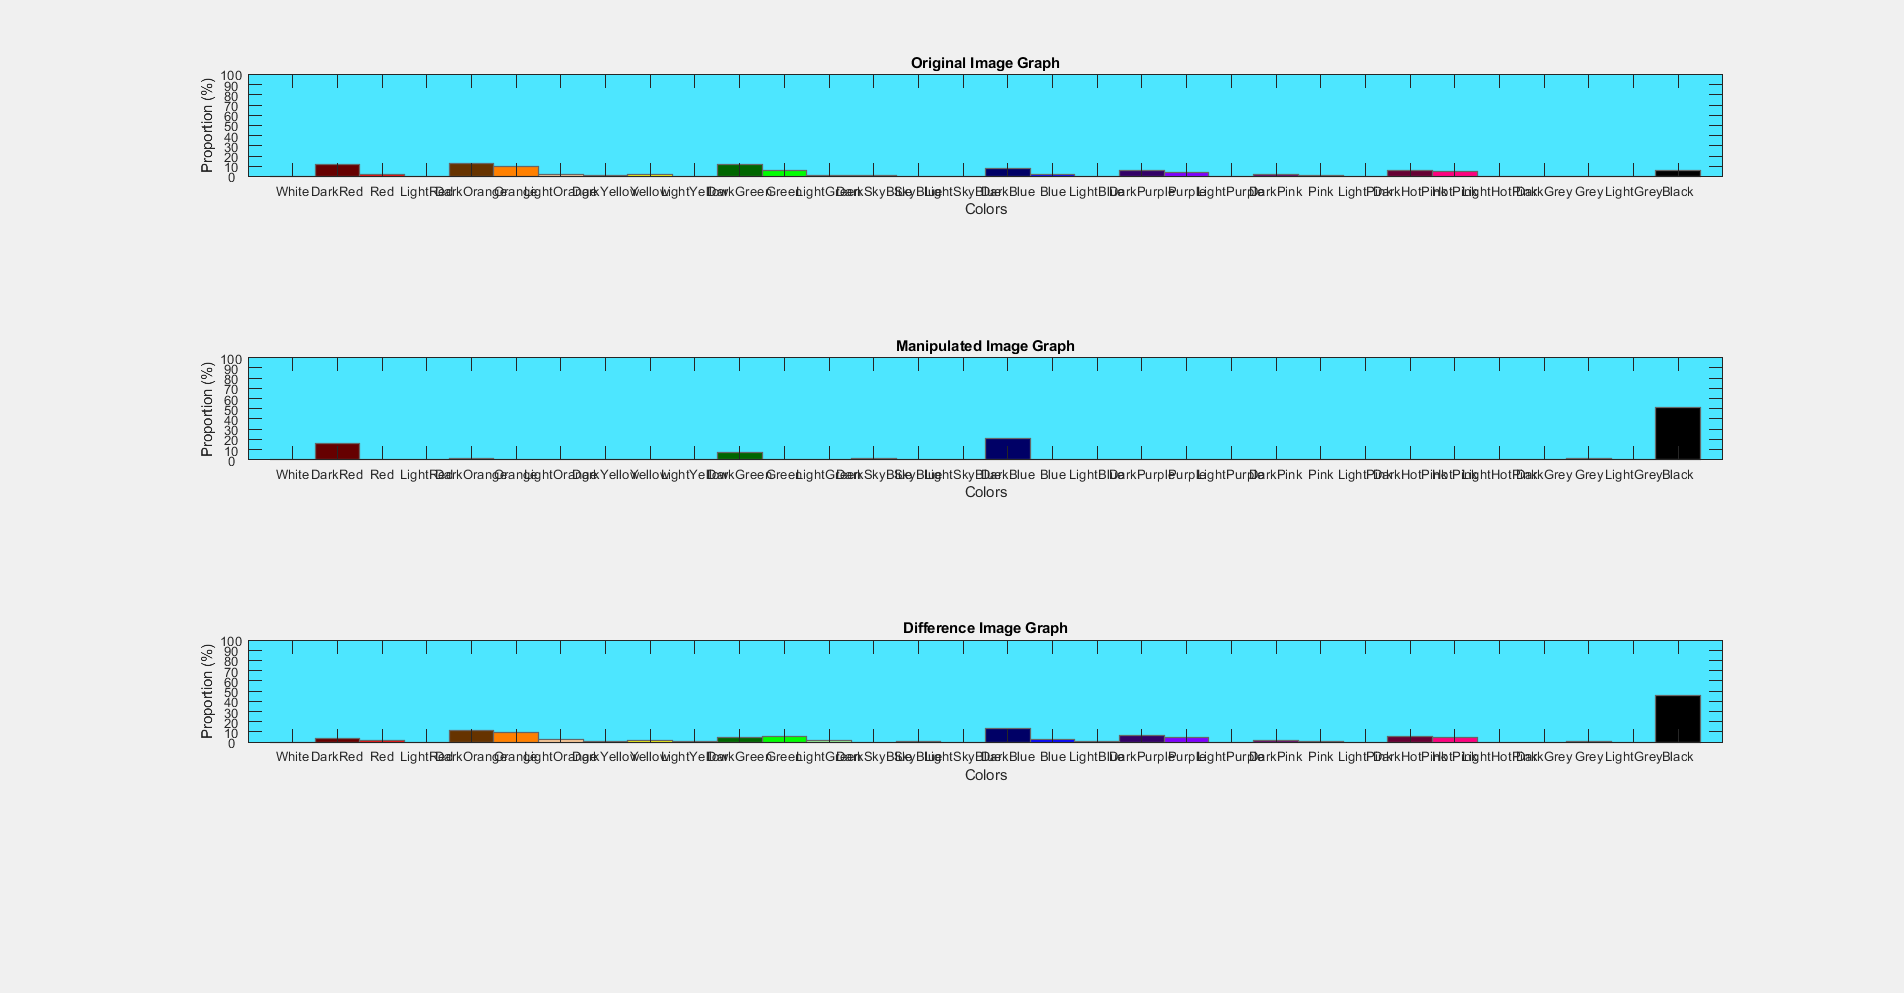 Original Image Graph
Proportion (%)
100
90
80
70
60
50
40
30
20
10
0
White DarkRed Red LightRed DarkOrange Orange LightOrange DarkYellow Yellow LightYellow DarkGreen Green LightGreen DarkSkyBlue SkyBlue LightSkyBlue DarkBlue Blue LightBlue DarkPurple Purple LightPurple DarkPink Pink LightPink DarkHotPink HotPink LightHotPink DarkGrey Grey LightGrey Black
Colors
Manipulated Image Graph
Proportion (%)
100
90
80
70
60
50
40
30
20
10
0
White DarkRed Red LightRed DarkOrange Orange LightOrange DarkYellow Yellow LightYellow DarkGreen Green LightGreen DarkSkyBlue SkyBlue LightSkyBlue DarkBlue Blue LightBlue DarkPurple Purple LightPurple DarkPink Pink LightPink DarkHotPink HotPink LightHotPink DarkGrey Grey LightGrey Black
Colors
Difference Image Graph
Proportion (%)
100
90
80
70
60
50
40
30
20
10
0
White DarkRed Red LightRed DarkOrange Orange LightOrange DarkYellow Yellow LightYellow DarkGreen Green LightGreen DarkSkyBlue SkyBlue LightSkyBlue DarkBlue Blue LightBlue DarkPurple Purple LightPurple DarkPink Pink LightPink DarkHotPink HotPink LightHotPink DarkGrey Grey LightGrey Black
Colors